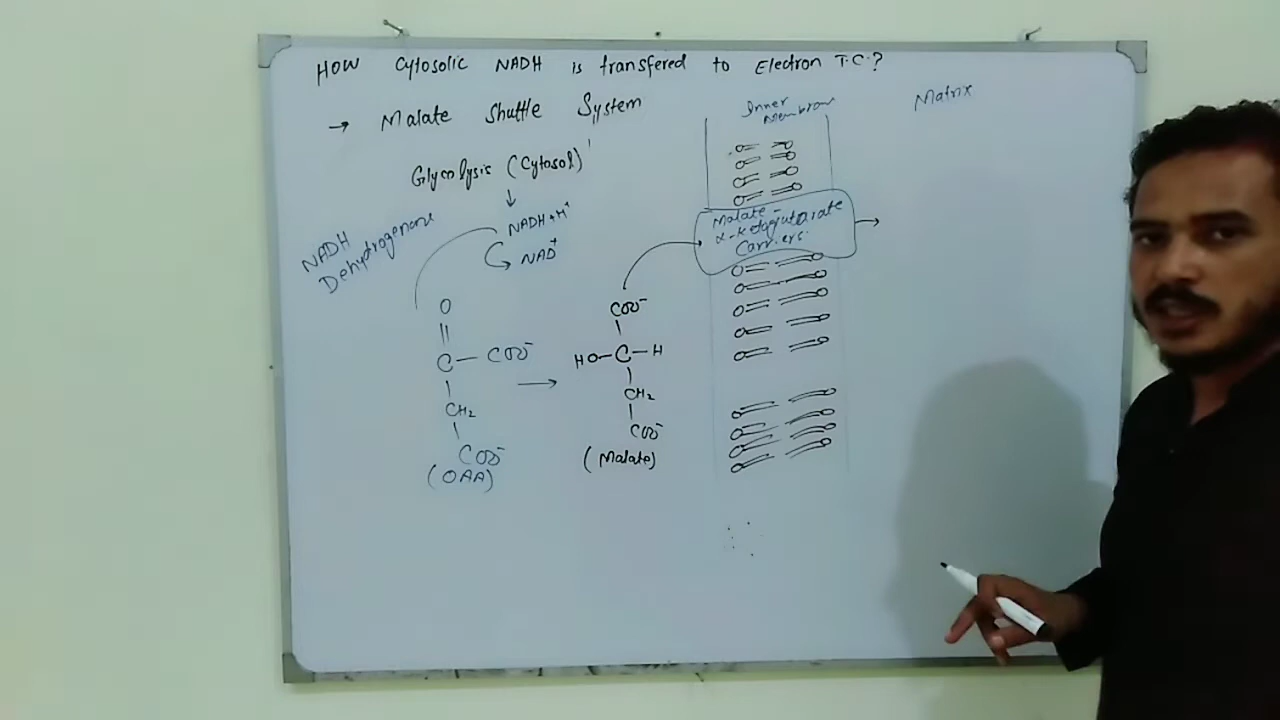 HOW Cytosolic NADH is transfered to Electron T.C.?
→ Malate Shuttle System
Glycolysis (Cytosol)
↓
NADH+H⁺
NAD⁺
NADH
Dehydrogenase
O
||
C — COO⁻
|
CH₂
|
COO⁻
(OAA)
→
COO⁻
|
HO—C—H
|
CH₂
|
COO⁻
(Malate)
Inner
Membrane
Malate-
α-ketoglutarate
Carriers
→
Matrix